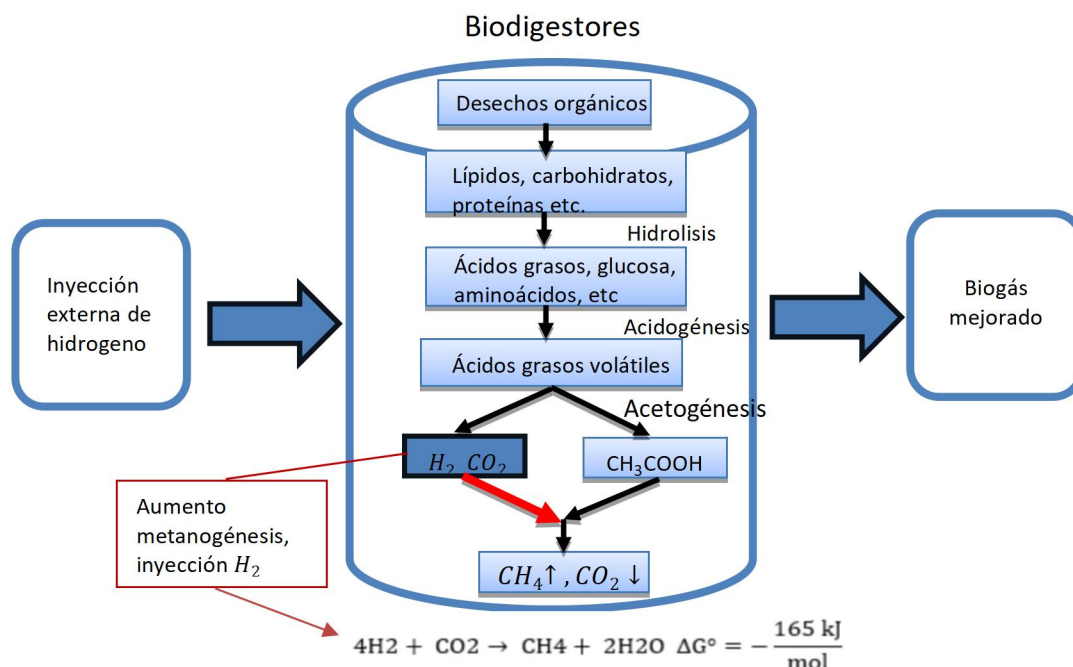 Biodigestores
Desechos orgánicos
Lípidos, carbohidratos,
proteínas etc.
Hidrolisis
Ácidos grasos, glucosa,
aminoácidos, etc
Acidogénesis
Ácidos grasos volátiles
Acetogénesis
H₂ CO₂
CH₃COOH
CH₄↑ , CO₂ ↓
Inyección
externa de
hidrogeno
Biogás
mejorado
Aumento
metanogénesis,
inyección H₂
4H2 + CO2 → CH4 + 2H2O ΔG° = − 165 kJ / mol